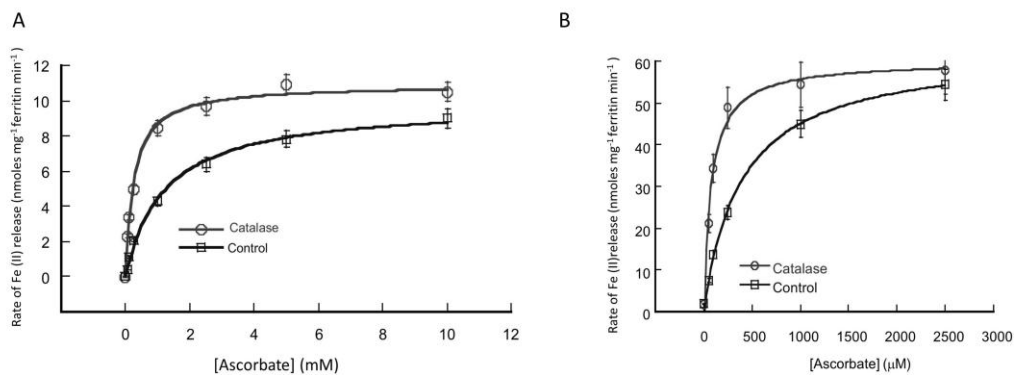 A
Rate of Fe (II) release (nmoles mg⁻¹ ferritin min⁻¹)
12
10
8
6
4
2
0
Catalase
Control
0 2 4 6 8 10 12
[Ascorbate] (mM)
B
Rate of Fe (II)release (nmoles mg⁻¹ ferritin min⁻¹)
60
50
40
30
20
10
0
Catalase
Control
0 500 1000 1500 2000 2500 3000
[Ascorbate] (μM)